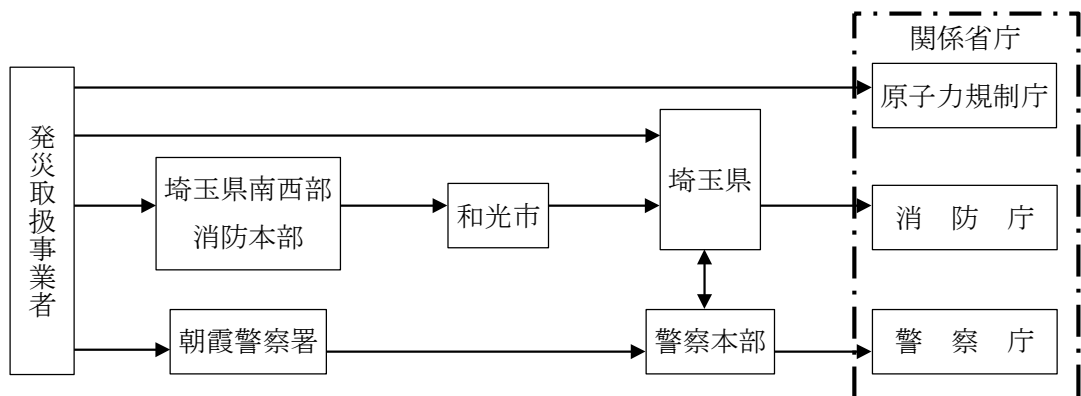 関係省庁
原子力規制庁
発災取扱事業者
埼玉県
埼玉県南西部
消防本部
和光市
消 防 庁
朝霞警察署
警察本部
警 察 庁